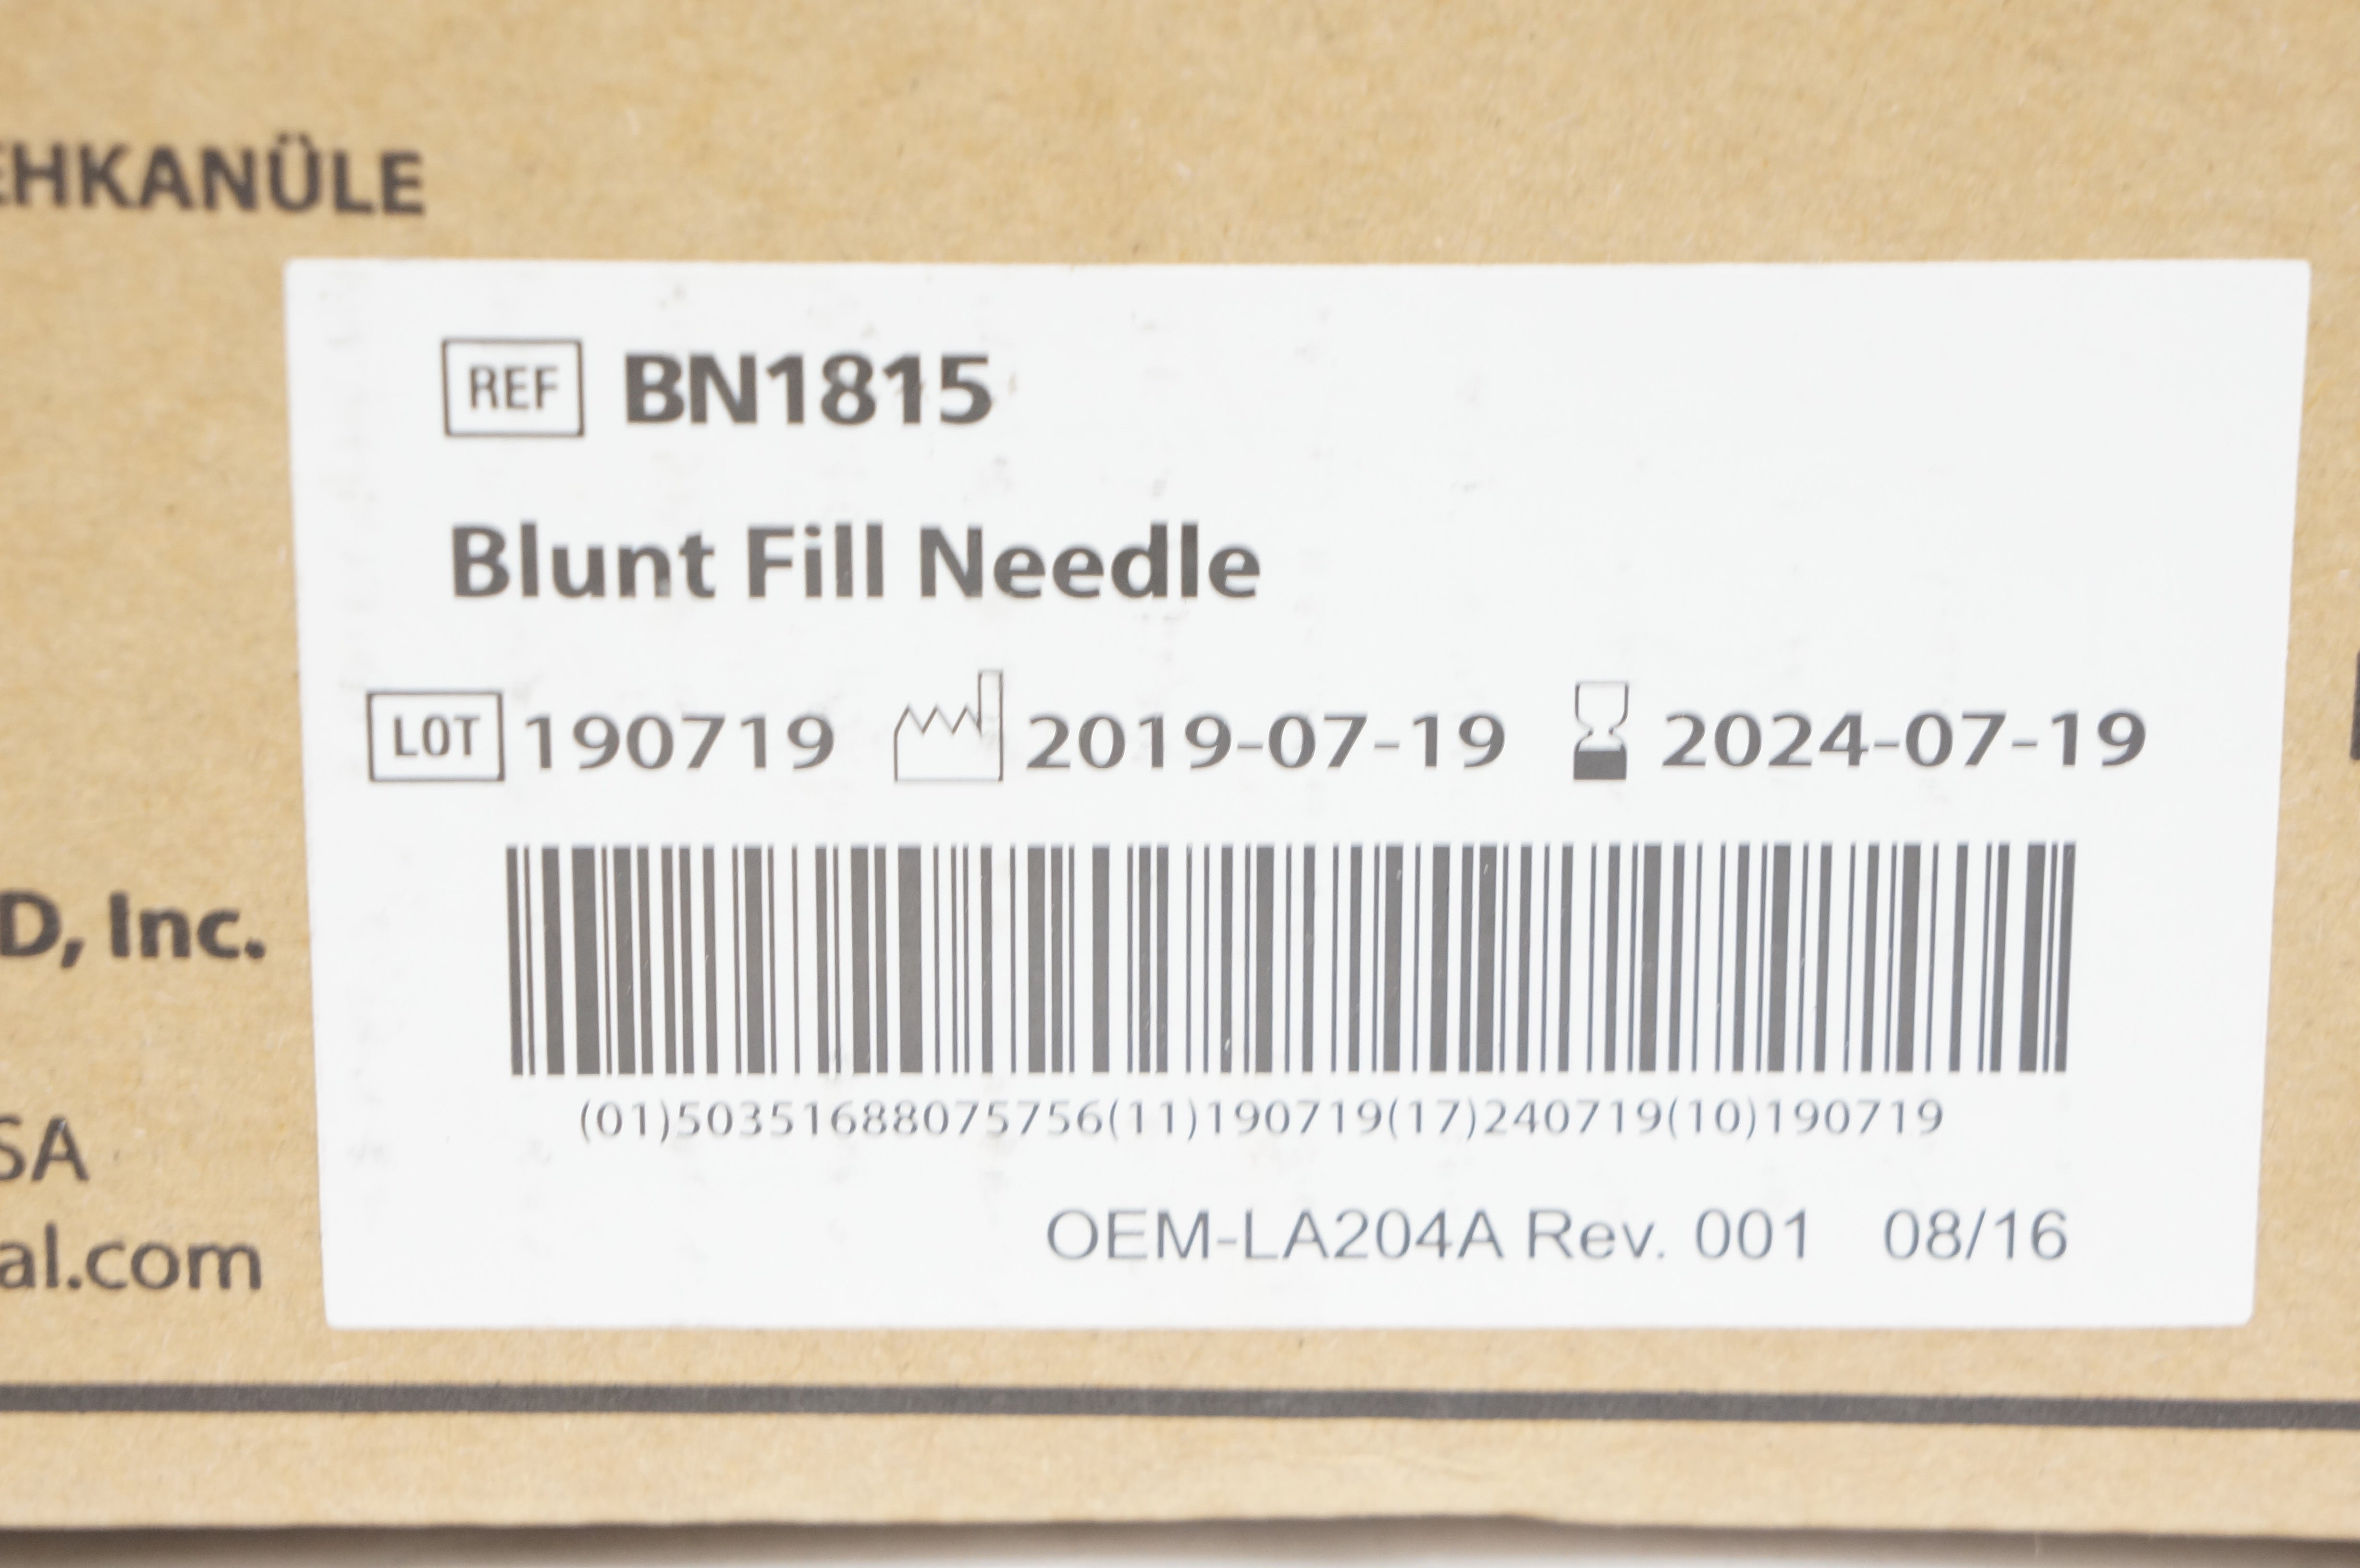 EHKANÜLE
REF BN1815
Blunt Fill Needle
LOT 190719 2019-07-19 2024-07-19
D, Inc.
(01)50351688075756(11)190719(17)240719(10)190719
SA
OEM-LA204A Rev. 001 08/16
al.com